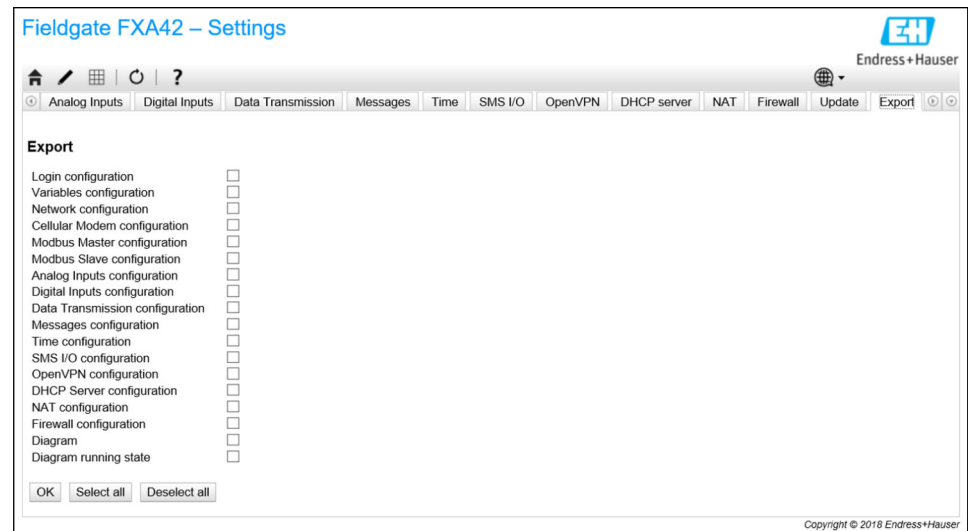 Fieldgate FXA42 – Settings
EH
Endress+Hauser
?
Analog Inputs Digital Inputs Data Transmission Messages Time SMS I/O OpenVPN DHCP server NAT Firewall Update Export
Export
Login configuration
Variables configuration
Network configuration
Cellular Modem configuration
Modbus Master configuration
Modbus Slave configuration
Analog Inputs configuration
Digital Inputs configuration
Data Transmission configuration
Messages configuration
Time configuration
SMS I/O configuration
OpenVPN configuration
DHCP Server configuration
NAT configuration
Firewall configuration
Diagram
Diagram running state
OK Select all Deselect all
Copyright © 2018 Endress+Hauser